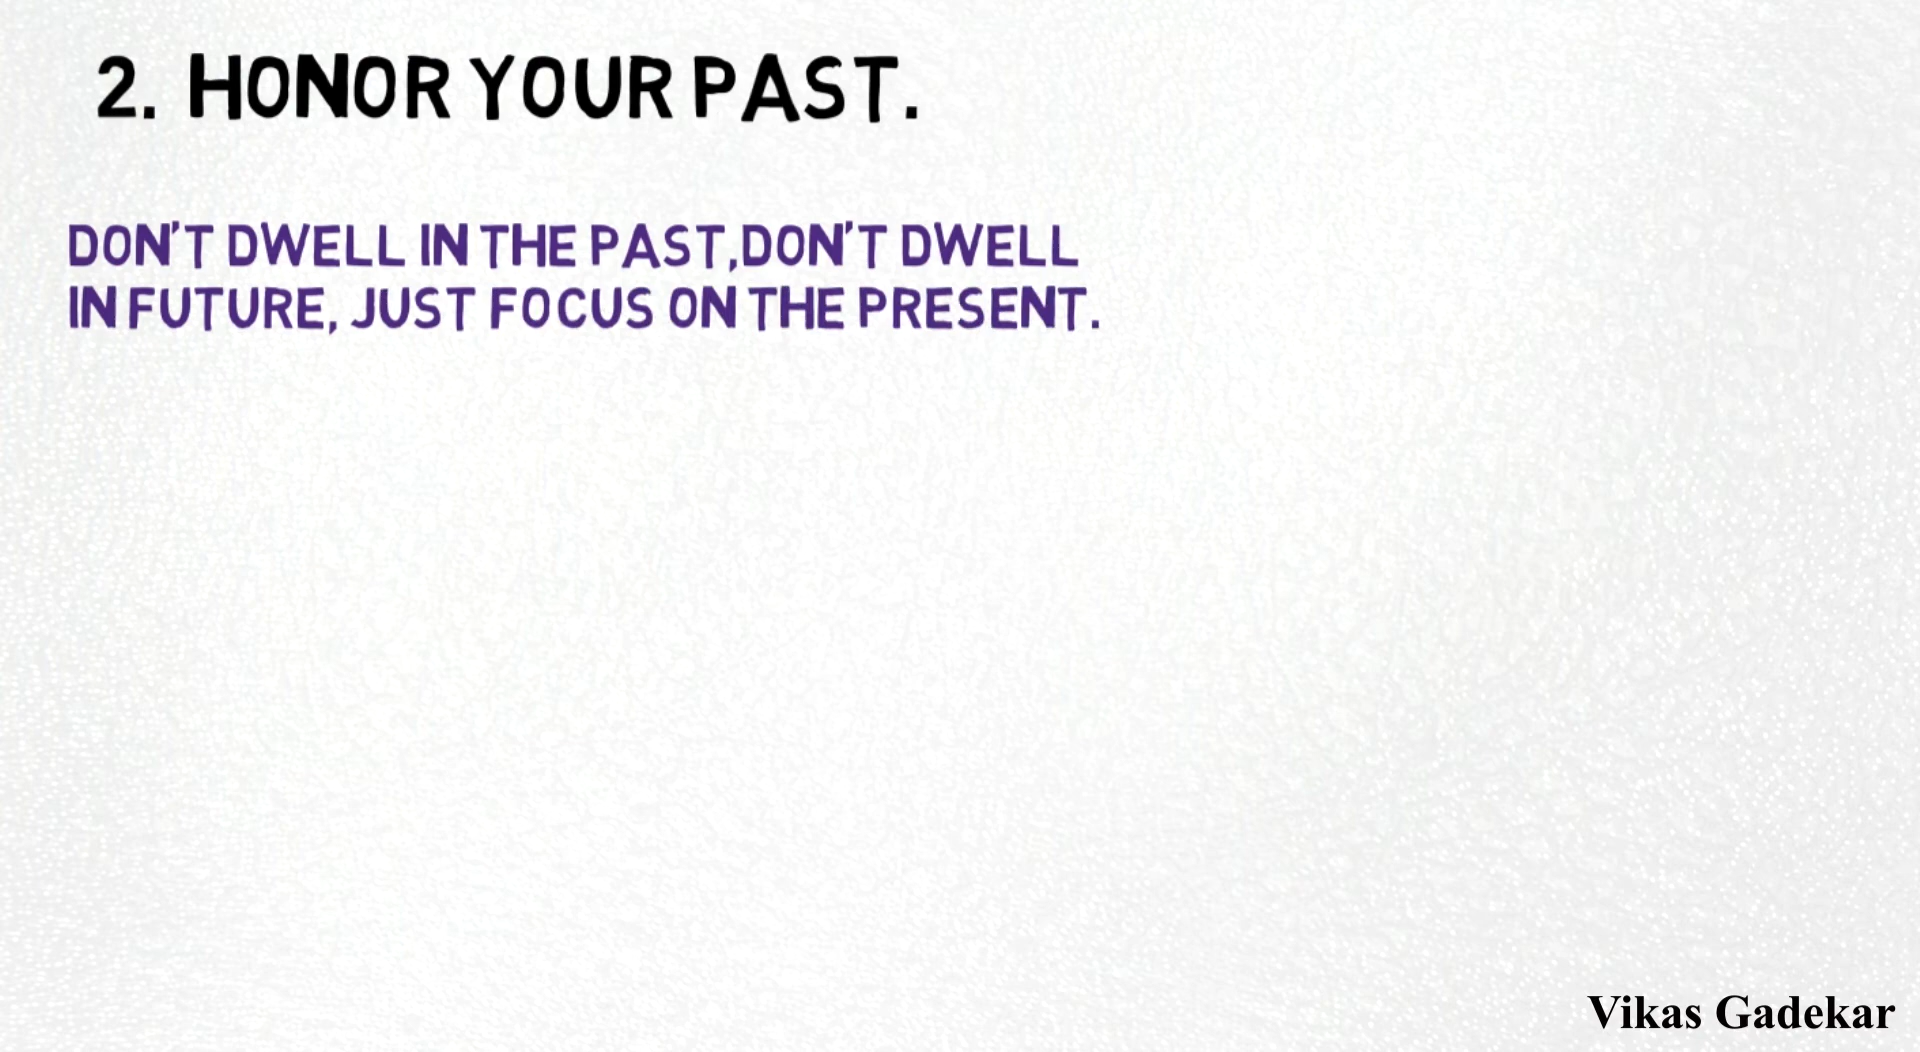 2. HONOR YOUR PAST.
DON'T DWELL IN THE PAST,DON'T DWELL
IN FUTURE, JUST FOCUS ON THE PRESENT.
Vikas Gadekar